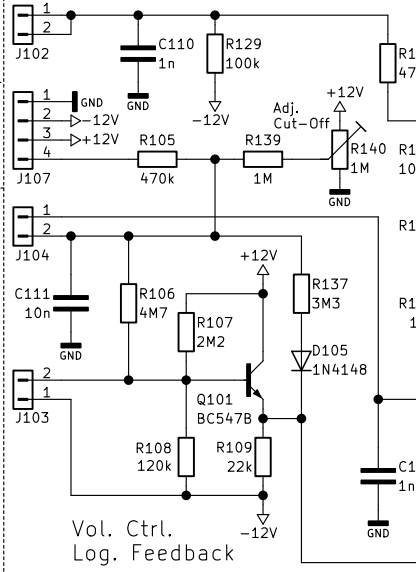 1
2
J102
C110
1n
GND
R129
100k
−12V
R1
47
1
2
3
4
J107
GND
−12V
+12V
R105
470k
R139
1M
Adj.
Cut-Off
+12V
R140
1M
GND
R1
10
1
2
J104
R1
C111
10n
GND
R106
4M7
R107
2M2
+12V
R137
3M3
R1
1
D105
1N4148
2
1
J103
Q101
BC547B
R108
120k
R109
22k
C1
1n
GND
−12V
Vol. Ctrl.
Log. Feedback